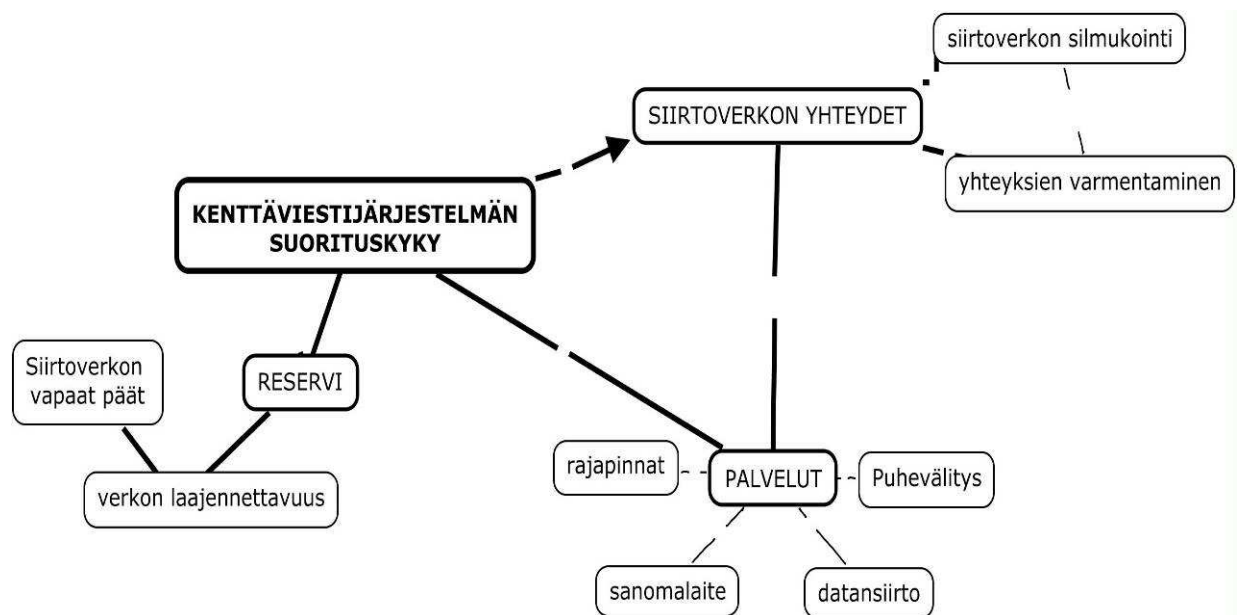 siirtoverkon silmukointi
SIIRTOVERKON YHTEYDET
yhteyksien varmentaminen
KENTTÄVIESTIJÄRJESTELMÄN
SUORITUSKYKY
Siirtoverkon
vapaat päät
RESERVI
verkon laajennettavuus
rajapinnat
PALVELUT
Puhevälitys
sanomalaite
datansiirto